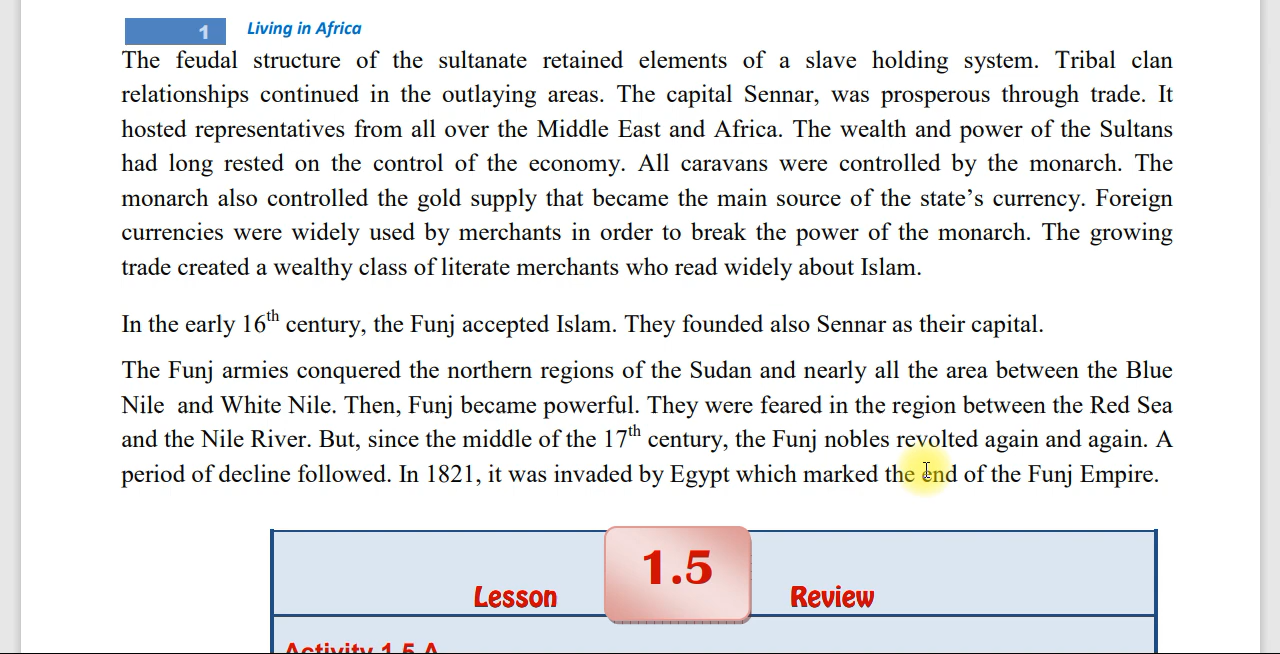 1 Living in Africa
The feudal structure of the sultanate retained elements of a slave holding system. Tribal clan
relationships continued in the outlaying areas. The capital Sennar, was prosperous through trade. It
hosted representatives from all over the Middle East and Africa. The wealth and power of the Sultans
had long rested on the control of the economy. All caravans were controlled by the monarch. The
monarch also controlled the gold supply that became the main source of the state’s currency. Foreign
currencies were widely used by merchants in order to break the power of the monarch. The growing
trade created a wealthy class of literate merchants who read widely about Islam.
In the early 16th century, the Funj accepted Islam. They founded also Sennar as their capital.
The Funj armies conquered the northern regions of the Sudan and nearly all the area between the Blue
Nile and White Nile. Then, Funj became powerful. They were feared in the region between the Red Sea
and the Nile River. But, since the middle of the 17th century, the Funj nobles revolted again and again. A
period of decline followed. In 1821, it was invaded by Egypt which marked the end of the Funj Empire.
Lesson 1.5 Review
Activity 1.5 A